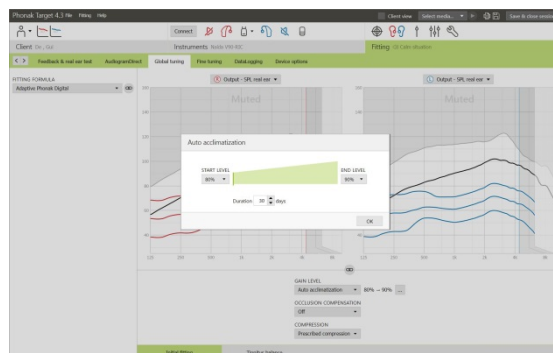 Phonak Target 4.3 File Fitting Help
Client view Select media... Save & close session
Connect
Client
Instruments
Fitting
Feedback & real ear test AudiogramDirect Global tuning Fine tuning DataLogging Device options
FITTING FORMULA
Adaptive Phonak Digital
Output - SPL real ear
Output - SPL real ear
Muted
Muted
Auto acclimatization
START LEVEL
80%
END LEVEL
90%
Duration 30 days
OK
GAIN LEVEL
Auto acclimatization 80% → 90% ...
OCCLUSION COMPENSATION
Off
COMPRESSION
Prescribed compression